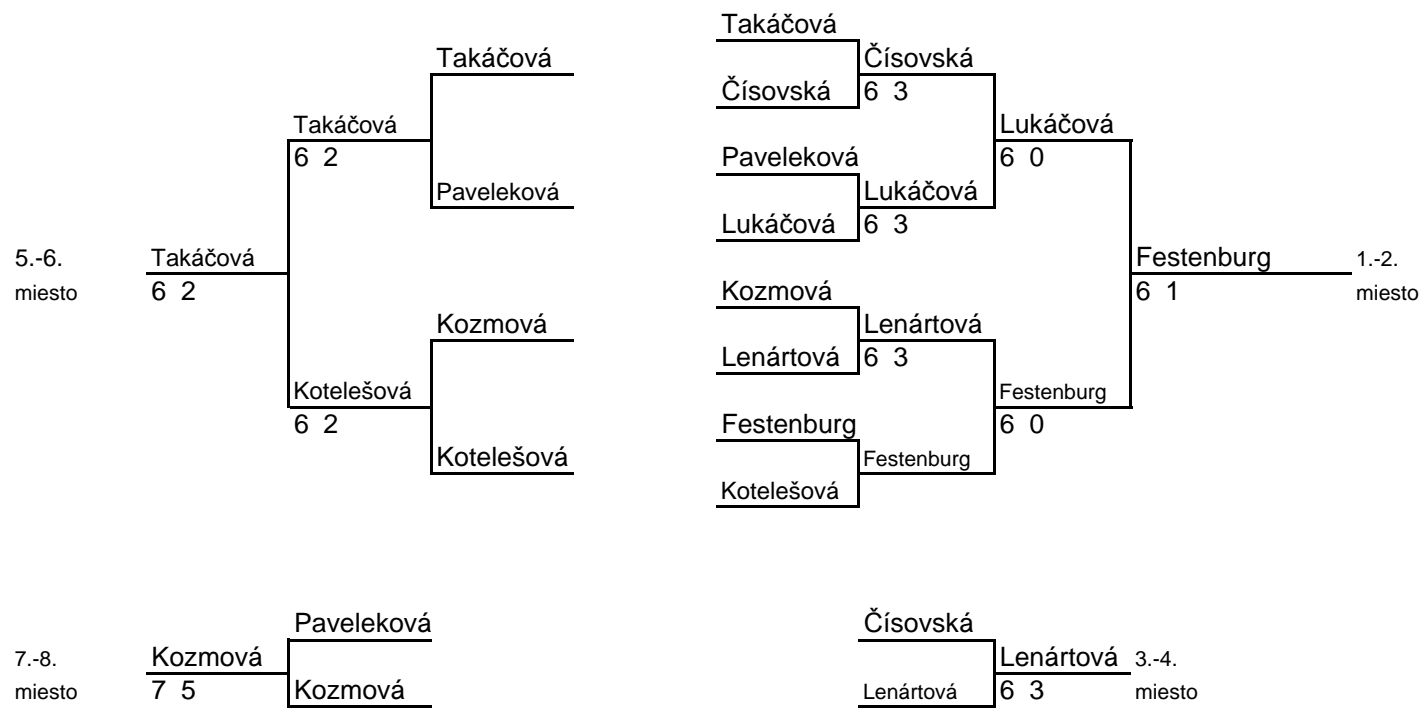 Takáčová
Takáčová Čísovská
Čísovská 6 3
Takáčová Lukáčová
6 2 Paveleková 6 0
Paveleková Lukáčová
Lukáčová 6 3
5.-6. Takáčová Festenburg 1.-2.
miesto 6 2 Kozmová 6 1 miesto
Kozmová Lenártová
Lenártová 6 3
Kotelešová Festenburg
6 2 Festenburg 6 0
Kotelešová Festenburg
Kotelešová
Paveleková Čísovská
7.-8. Kozmová Lenártová 3.-4.
miesto 7 5 Kozmová Lenártová 6 3 miesto